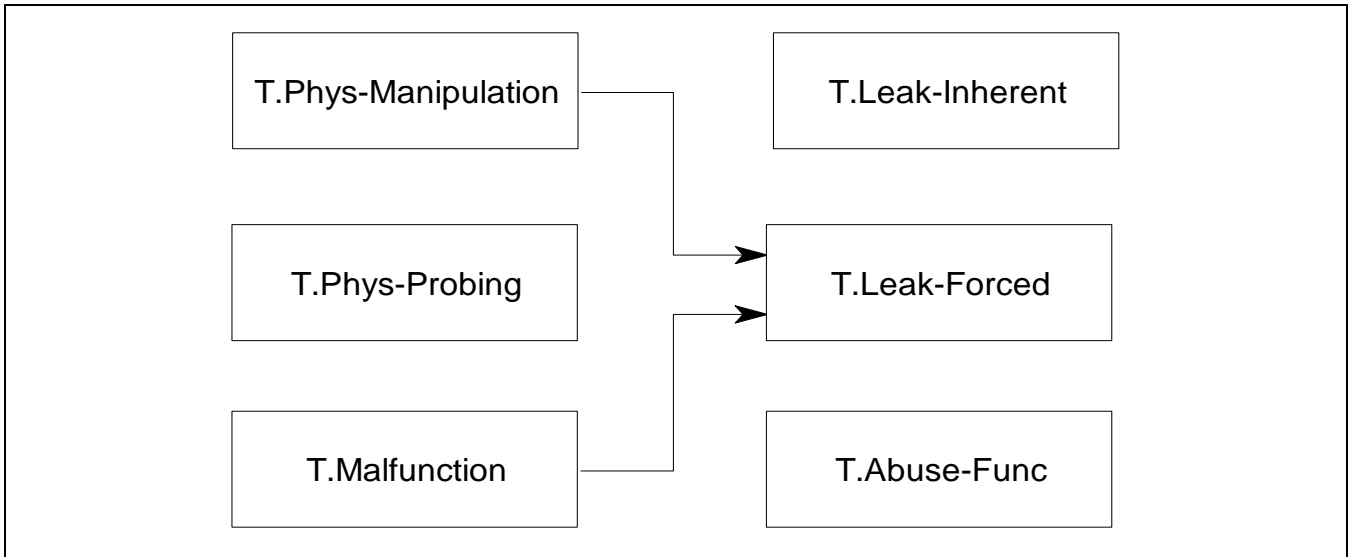 T.Phys-Manipulation
T.Leak-Inherent
T.Phys-Probing
T.Leak-Forced
T.Malfunction
T.Abuse-Func